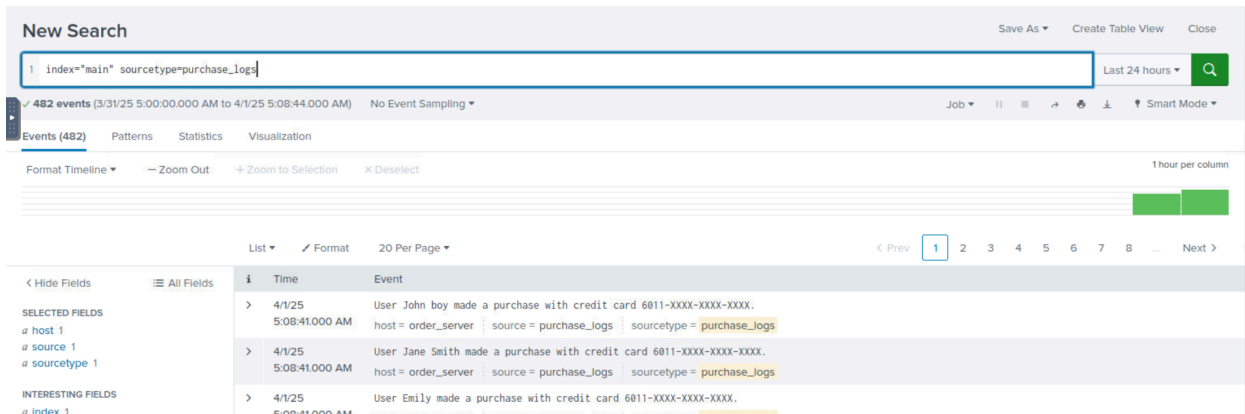 New Search
Save As ▾ Create Table View Close
1 index="main" sourcetype=purchase_logs
Last 24 hours ▾
✓ 482 events (3/31/25 5:00:00.000 AM to 4/1/25 5:08:44.000 AM) No Event Sampling ▾
Job ▾ Smart Mode ▾
Events (482) Patterns Statistics Visualization
Format Timeline ▾ — Zoom Out + Zoom to Selection × Deselect
1 hour per column
List ▾ Format 20 Per Page ▾
< Prev 1 2 3 4 5 6 7 8 ... Next >
< Hide Fields All Fields
i Time Event
SELECTED FIELDS
a host 1
a source 1
a sourcetype 1
INTERESTING FIELDS
a index 1
> 4/1/25 5:08:41.000 AM
User John boy made a purchase with credit card 6011-XXXX-XXXX-XXXX.
host = order_server source = purchase_logs sourcetype = purchase_logs
> 4/1/25 5:08:41.000 AM
User Jane Smith made a purchase with credit card 6011-XXXX-XXXX-XXXX.
host = order_server source = purchase_logs sourcetype = purchase_logs
> 4/1/25 5:08:41.000 AM
User Emily made a purchase with credit card 6011-XXXX-XXXX-XXXX.